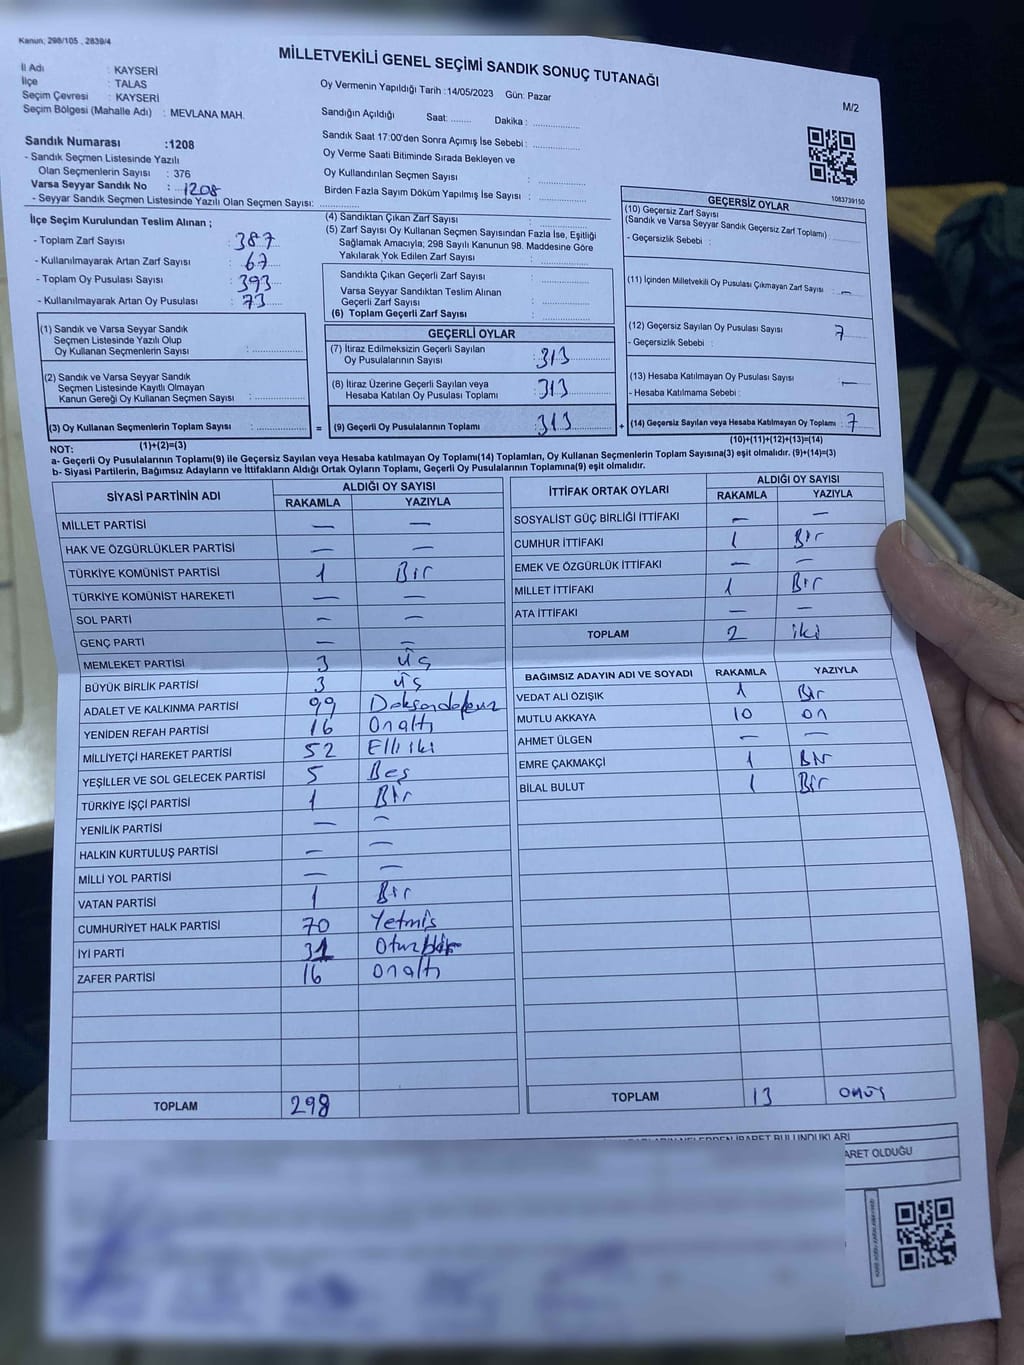 Kanun; 298/105 , 2839/4
MİLLETVEKİLİ GENEL SEÇİMİ SANDIK SONUÇ TUTANAĞI
M/2
İl Adı : KAYSERİ
İlçe : TALAS
Seçim Çevresi : KAYSERİ
Seçim Bölgesi (Mahalle Adı) : MEVLANA MAH.
Oy Vermenin Yapıldığı Tarih :14/05/2023 Gün: Pazar
Sandığın Açıldığı Saat: ........ Dakika : ................
Sandık Saat 17:00'den Sonra Açımış İse Sebebi : ................
Oy Verme Saati Bitiminde Sırada Bekleyen ve
Oy Kullandırılan Seçmen Sayısı : ................
Birden Fazla Sayım Döküm Yapılmış İse Sayısı : ................
Sandık Numarası :1208
- Sandık Seçmen Listesinde Yazılı
Olan Seçmenlerin Sayısı : 376
Varsa Seyyar Sandık No : 1208
- Seyyar Sandık Seçmen Listesinde Yazılı Olan Seçmen Sayısı: ................
1083739150
İlçe Seçim Kurulundan Teslim Alınan ;
- Toplam Zarf Sayısı : 387
- Kullanılmayarak Artan Zarf Sayısı : 67
- Toplam Oy Pusulası Sayısı : 393
- Kullanılmayarak Artan Oy Pusulası : 73
(1) Sandık ve Varsa Seyyar Sandık
Seçmen Listesinde Yazılı Olup
Oy Kullanan Seçmenlerin Sayısı : ................
(2) Sandık ve Varsa Seyyar Sandık
Seçmen Listesinde Kayıtlı Olmayan
Kanun Gereği Oy Kullanan Seçmen Sayısı : ................
(3) Oy Kullanan Seçmenlerin Toplam Sayısı : ................ =
(1)+(2)=(3)
(4) Sandıktan Çıkan Zarf Sayısı : ................
(5) Zarf Sayısı Oy Kullanan Seçmen Sayısından Fazla İse, Eşitliği
Sağlamak Amacıyla; 298 Sayılı Kanunun 98. Maddesine Göre
Yakılarak Yok Edilen Zarf Sayısı : ................
Sandıkta Çıkan Geçerli Zarf Sayısı : ................
Varsa Seyyar Sandıktan Teslim Alınan
Geçerli Zarf Sayısı : ................
(6) Toplam Geçerli Zarf Sayısı : ................
GEÇERLİ OYLAR
(7) İtiraz Edilmeksizin Geçerli Sayılan
Oy Pusulalarının Sayısı : 313
(8) İtiraz Üzerine Geçerli Sayılan veya
Hesaba Katılan Oy Pusulası Toplamı : 313
(9) Geçerli Oy Pusulalarının Toplamı : 313 +
GEÇERSİZ OYLAR
(10) Geçersiz Zarf Sayısı
(Sandık ve Varsa Seyyar Sandık Geçersiz Zarf Toplamı) : ................
- Geçersizlik Sebebi :
(11) İçinden Milletvekili Oy Pusulası Çıkmayan Zarf Sayısı : —
(12) Geçersiz Sayılan Oy Pusulası Sayısı : 7
- Geçersizlik Sebebi :
(13) Hesaba Katılmayan Oy Pusulası Sayısı : —
- Hesaba Katılmama Sebebi :
(14) Geçersiz Sayılan veya Hesaba Katılmayan Oy Toplamı : 7
(10)+(11)+(12)+(13)=(14)
NOT:
a- Geçerli Oy Pusulalarının Toplamı(9) ile Geçersiz Sayılan veya Hesaba katılmayan Oy Toplamı(14) Toplamları, Oy Kullanan Seçmenlerin Toplam Sayısına(3) eşit olmalıdır. (9)+(14)=(3)
b- Siyasi Partilerin, Bağımsız Adayların ve İttifakların Aldığı Ortak Oyların Toplamı, Geçerli Oy Pusulalarının Toplamına(9) eşit olmalıdır.
SİYASİ PARTİNİN ADI ALDIĞI OY SAYISI
RAKAMLA YAZIYLA
MİLLET PARTİSİ — —
HAK VE ÖZGÜRLÜKLER PARTİSİ — —
TÜRKİYE KOMÜNİST PARTİSİ 1 Bir
TÜRKİYE KOMÜNİST HAREKETİ — —
SOL PARTİ — —
GENÇ PARTİ — —
MEMLEKET PARTİSİ 3 üç
BÜYÜK BİRLİK PARTİSİ 3 üç
ADALET VE KALKINMA PARTİSİ 99 Doksandokuz
YENİDEN REFAH PARTİSİ 16 Onaltı
MİLLİYETÇİ HAREKET PARTİSİ 52 Elli iki
YEŞİLLER VE SOL GELECEK PARTİSİ 5 Beş
TÜRKİYE İŞÇİ PARTİSİ 1 Bir
YENİLİK PARTİSİ — —
HALKIN KURTULUŞ PARTİSİ — —
MİLLİ YOL PARTİSİ — —
VATAN PARTİSİ 1 Bir
CUMHURİYET HALK PARTİSİ 70 Yetmiş
İYİ PARTİ 31 Otuzbir
ZAFER PARTİSİ 16 Onaltı
TOPLAM 298
İTTİFAK ORTAK OYLARI ALDIĞI OY SAYISI
RAKAMLA YAZIYLA
SOSYALİST GÜÇ BİRLİĞİ İTTİFAKI — —
CUMHUR İTTİFAKI 1 Bir
EMEK VE ÖZGÜRLÜK İTTİFAKI — —
MİLLET İTTİFAKI 1 Bir
ATA İTTİFAKI — —
TOPLAM 2 iki
BAĞIMSIZ ADAYIN ADI VE SOYADI RAKAMLA YAZIYLA
VEDAT ALİ ÖZIŞIK 1 Bir
MUTLU AKKAYA 10 on
AHMET ÜLGEN — —
EMRE ÇAKMAKÇİ 1 Bir
BİLAL BULUT 1 Bir
TOPLAM 13 onüç
BULUNDUKLARI
ARET OLDUĞU